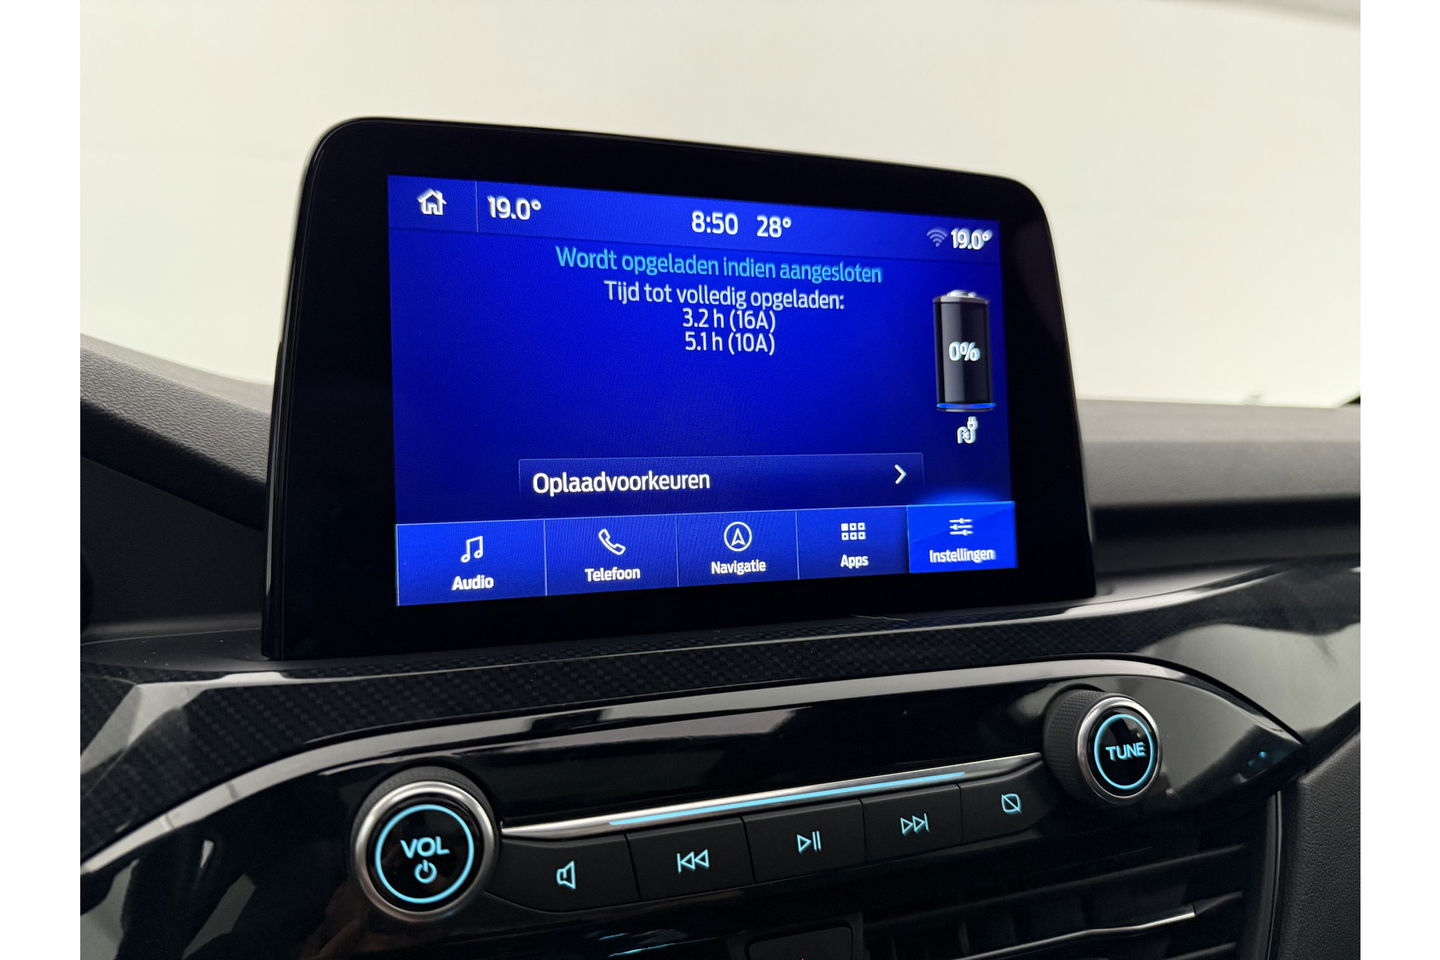 19.0°
8:50 28°
19.0°
Wordt opgeladen indien aangesloten
Tijd tot volledig opgeladen:
3.2 h (16A)
5.1 h (10A)
0%
Oplaadvoorkeuren
Audio
Telefoon
Navigatie
Apps
Instellingen
TUNE
VOL